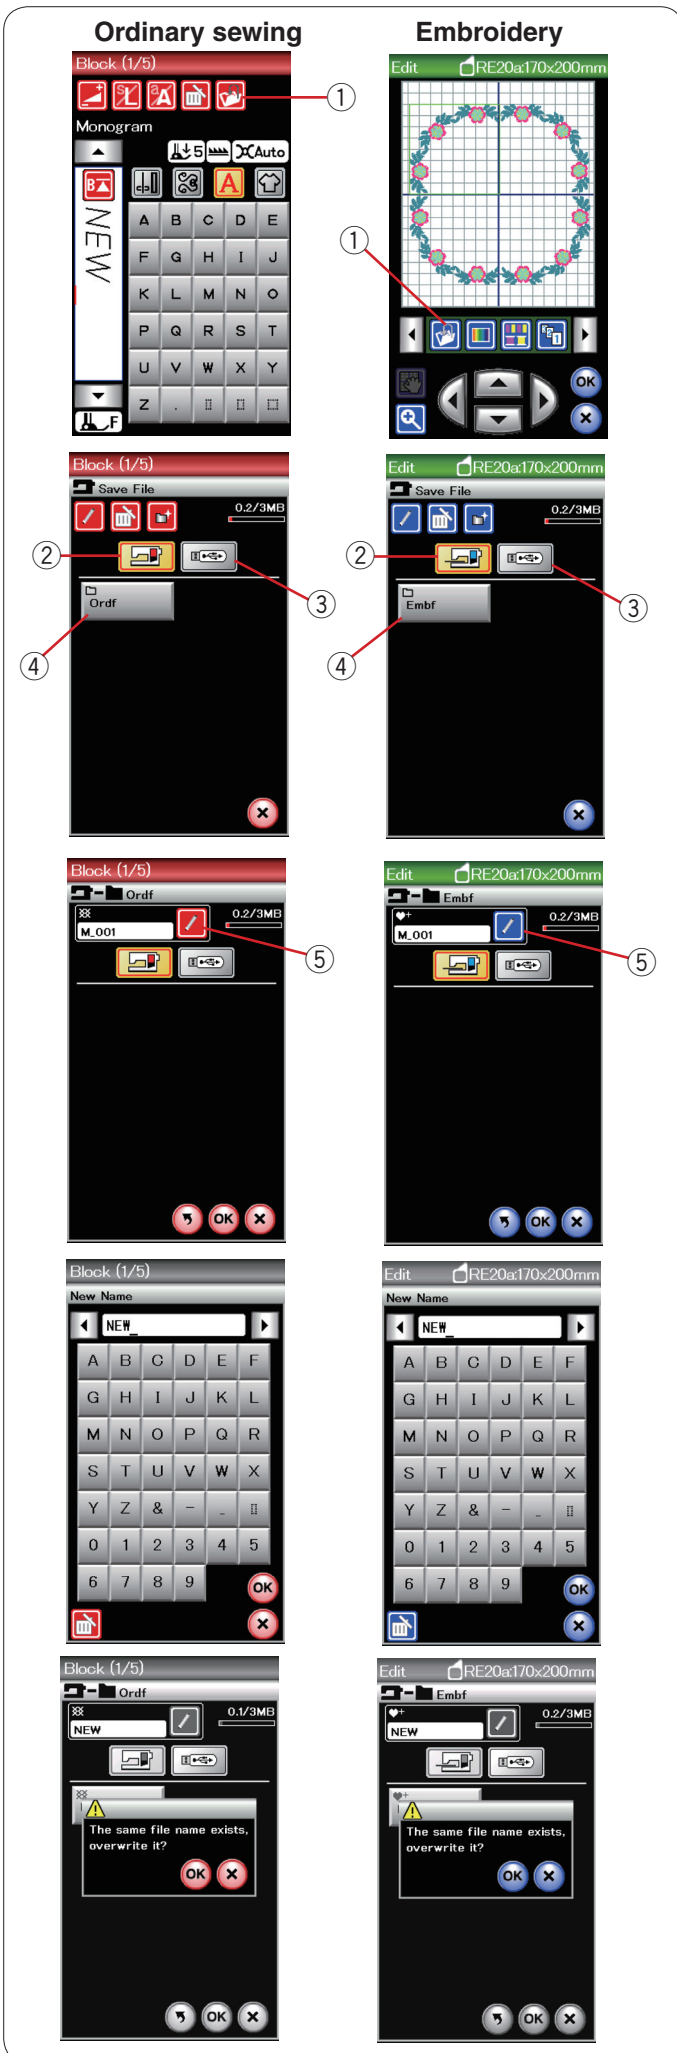 Ordinary sewing
Embroidery
Block (1/5)
Monogram
5
Auto
B
NEW
A B C D E
F G H I J
K L M N O
P Q R S T
U V W X Y
Z .
F
①
Edit RE20a:170x200mm
①
OK
Block (1/5)
Save File
0.2/3MB
②
③
Ordf
④
Edit RE20a:170x200mm
Save File
0.2/3MB
②
③
Embf
④
Block (1/5)
Ordf
M_001
0.2/3MB
⑤
OK
Edit RE20a:170x200mm
Embf
M_001
0.2/3MB
⑤
OK
Block (1/5)
New Name
NEW_
A B C D E F
G H I J K L
M N O P Q R
S T U V W X
Y Z & - _
0 1 2 3 4 5
6 7 8 9
OK
Edit RE20a:170x200mm
New Name
NEW_
A B C D E F
G H I J K L
M N O P Q R
S T U V W X
Y Z & - _
0 1 2 3 4 5
6 7 8 9
OK
Block (1/5)
Ordf
NEW
0.1/3MB
The same file name exists,
overwrite it?
OK
OK
Edit RE20a:170x200mm
Embf
NEW
0.2/3MB
The same file name exists,
overwrite it?
OK
OK